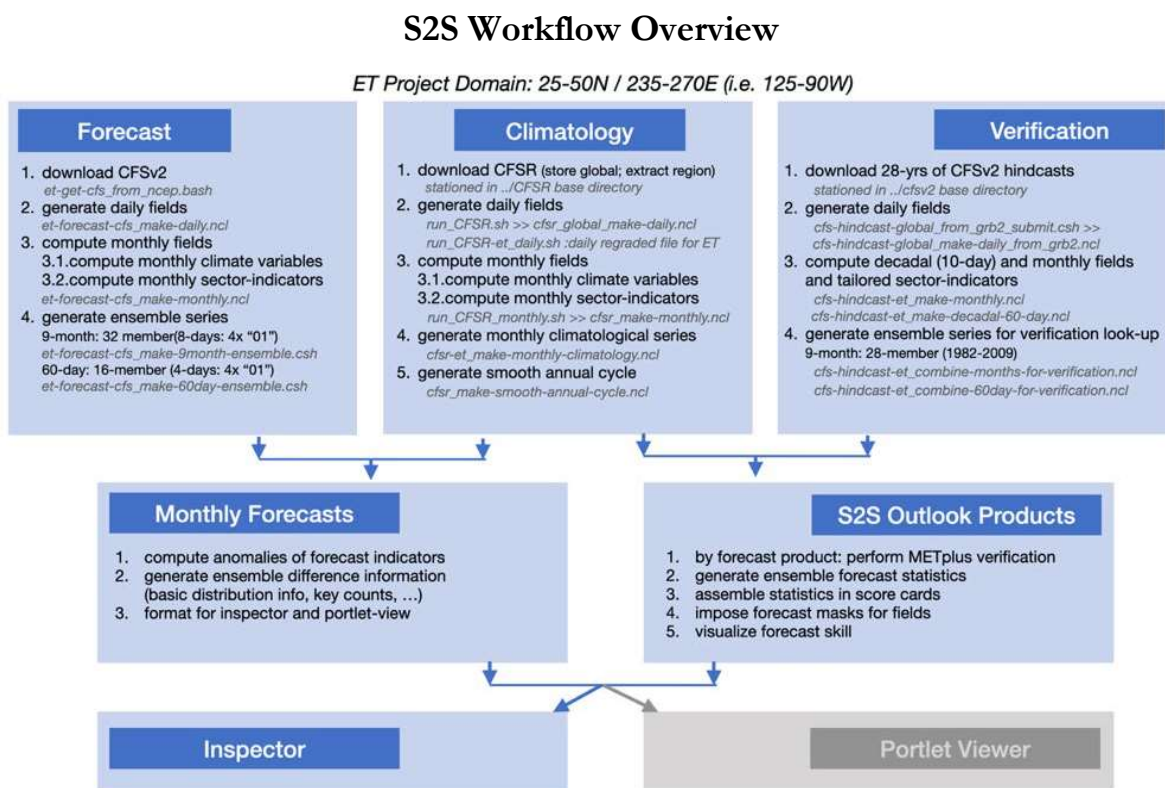 S2S Workflow Overview
ET Project Domain: 25-50N / 235-270E (i.e. 125-90W)
Forecast
1. download CFSv2
et-get-cfs_from_ncep.bash
2. generate daily fields
et-forecast-cfs_make-daily.ncl
3. compute monthly fields
3.1.compute monthly climate variables
3.2.compute monthly sector-indicators
et-forecast-cfs_make-monthly.ncl
4. generate ensemble series
9-month: 32 member(8-days: 4x “01”)
et-forecast-cfs_make-9month-ensemble.csh
60-day: 16-member (4-days: 4x “01”)
et-forecast-cfs_make-60day-ensemble.csh
Climatology
1. download CFSR (store global; extract region)
stationed in ../CFSR base directory
2. generate daily fields
run_CFSR.sh >> cfsr_global_make-daily.ncl
run_CFSR-et_daily.sh :daily regraded file for ET
3. compute monthly fields
3.1.compute monthly climate variables
3.2.compute monthly sector-indicators
run_CFSR_monthly.sh >> cfsr_make-monthly.ncl
4. generate monthly climatological series
cfsr-et_make-monthly-climatology.ncl
5. generate smooth annual cycle
cfsr_make-smooth-annual-cycle.ncl
Verification
1. download 28-yrs of CFSv2 hindcasts
stationed in ../cfsv2 base directory
2. generate daily fields
cfs-hindcast-global_from_grb2_submit.csh >>
cfs-hindcast-global_make-daily_from_grb2.ncl
3. compute decadal (10-day) and monthly fields
and tailored sector-indicators
cfs-hindcast-et_make-monthly.ncl
cfs-hindcast-et_make-decadal-60-day.ncl
4. generate ensemble series for verification look-up
9-month: 28-member (1982-2009)
cfs-hindcast-et_combine-months-for-verification.ncl
cfs-hindcast-et_combine-60day-for-verification.ncl
Monthly Forecasts
1. compute anomalies of forecast indicators
2. generate ensemble difference information
(basic distribution info, key counts, ...)
3. format for inspector and portlet-view
S2S Outlook Products
1. by forecast product: perform METplus verification
2. generate ensemble forecast statistics
3. assemble statistics in score cards
4. impose forecast masks for fields
5. visualize forecast skill
Inspector
Portlet Viewer